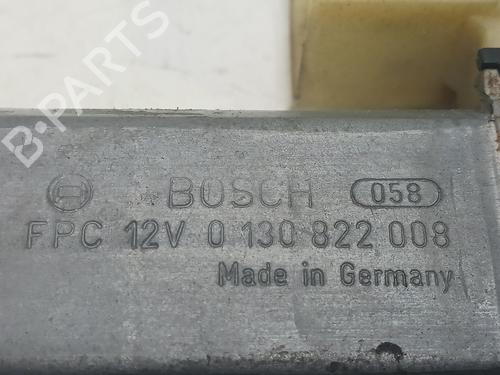 B-PARTS
BOSCH 058
FPC 12V 0 130 822 008
Made in Germany